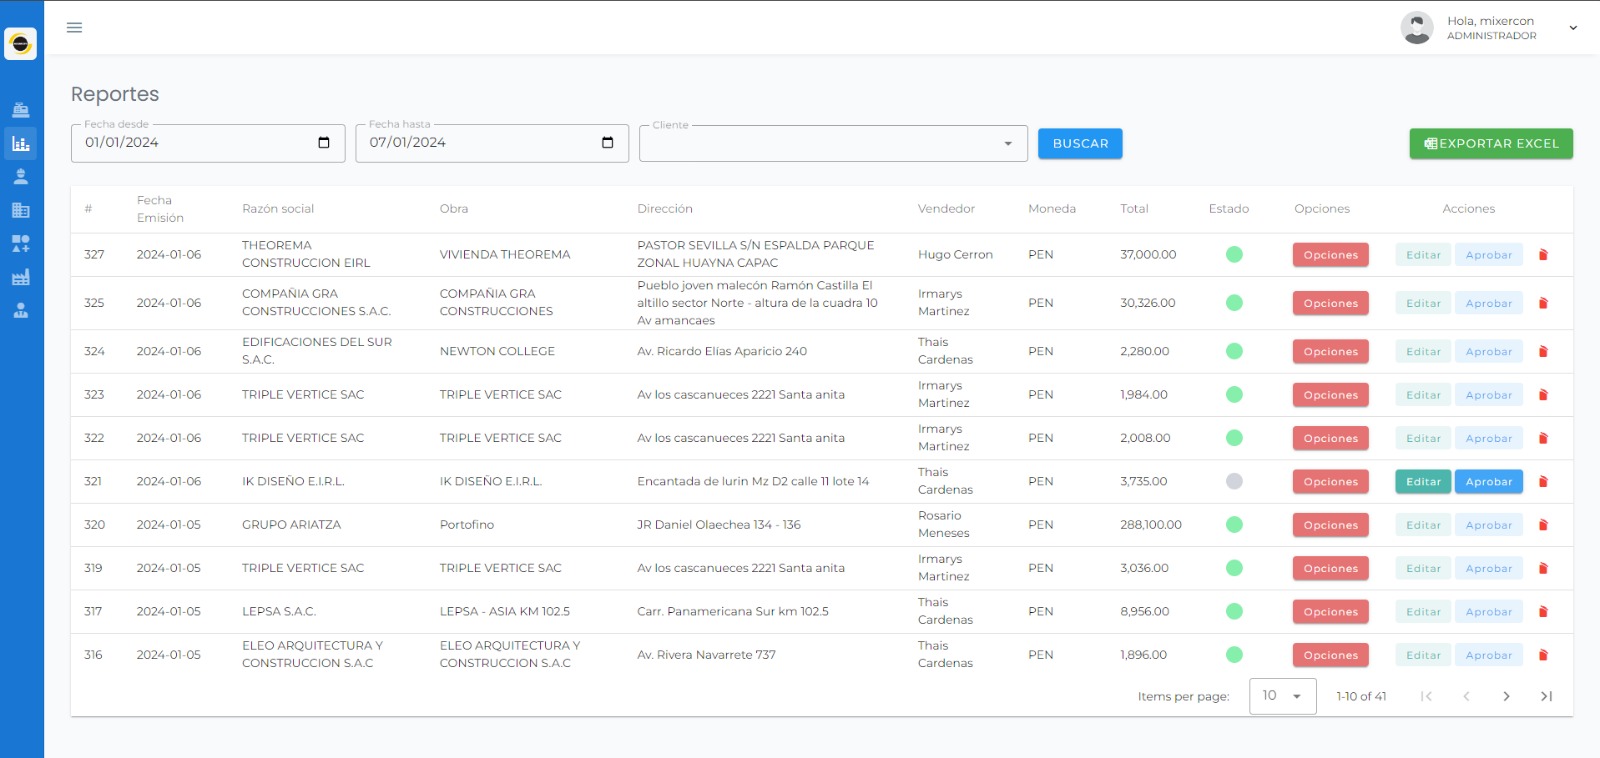 Hola, mixercon
ADMINISTRADOR
Reportes
Fecha desde
01/01/2024
Fecha hasta
07/01/2024
Cliente
BUSCAR
EXPORTAR EXCEL
# Fecha Emisión Razón social Obra Dirección Vendedor Moneda Total Estado Opciones Acciones
327 2024-01-06 THEOREMA CONSTRUCCION EIRL VIVIENDA THEOREMA PASTOR SEVILLA S/N ESPALDA PARQUE ZONAL HUAYNA CAPAC Hugo Cerron PEN 37,000.00 Opciones Editar Aprobar
325 2024-01-06 COMPAÑIA GRA CONSTRUCCIONES S.A.C. COMPAÑIA GRA CONSTRUCCIONES Pueblo joven malecón Ramón Castilla El altillo sector Norte - altura de la cuadra 10 Av amancaes Irmarys Martinez PEN 30,326.00 Opciones Editar Aprobar
324 2024-01-06 EDIFICACIONES DEL SUR S.A.C. NEWTON COLLEGE Av. Ricardo Elías Aparicio 240 Thais Cardenas PEN 2,280.00 Opciones Editar Aprobar
323 2024-01-06 TRIPLE VERTICE SAC TRIPLE VERTICE SAC Av los cascanueces 2221 Santa anita Irmarys Martinez PEN 1,984.00 Opciones Editar Aprobar
322 2024-01-06 TRIPLE VERTICE SAC TRIPLE VERTICE SAC Av los cascanueces 2221 Santa anita Irmarys Martinez PEN 2,008.00 Opciones Editar Aprobar
321 2024-01-06 IK DISEÑO E.I.R.L. IK DISEÑO E.I.R.L. Encantada de lurin Mz D2 calle 11 lote 14 Thais Cardenas PEN 3,735.00 Opciones Editar Aprobar
320 2024-01-05 GRUPO ARIATZA Portofino JR Daniel Olaechea 134 - 136 Rosario Meneses PEN 288,100.00 Opciones Editar Aprobar
319 2024-01-05 TRIPLE VERTICE SAC TRIPLE VERTICE SAC Av los cascanueces 2221 Santa anita Irmarys Martinez PEN 3,036.00 Opciones Editar Aprobar
317 2024-01-05 LEPSA S.A.C. LEPSA - ASIA KM 102.5 Carr. Panamericana Sur km 102.5 Thais Cardenas PEN 8,956.00 Opciones Editar Aprobar
316 2024-01-05 ELEO ARQUITECTURA Y CONSTRUCCION S.A.C ELEO ARQUITECTURA Y CONSTRUCCION S.A.C Av. Rivera Navarrete 737 Thais Cardenas PEN 1,896.00 Opciones Editar Aprobar
Items per page: 10 1-10 of 41